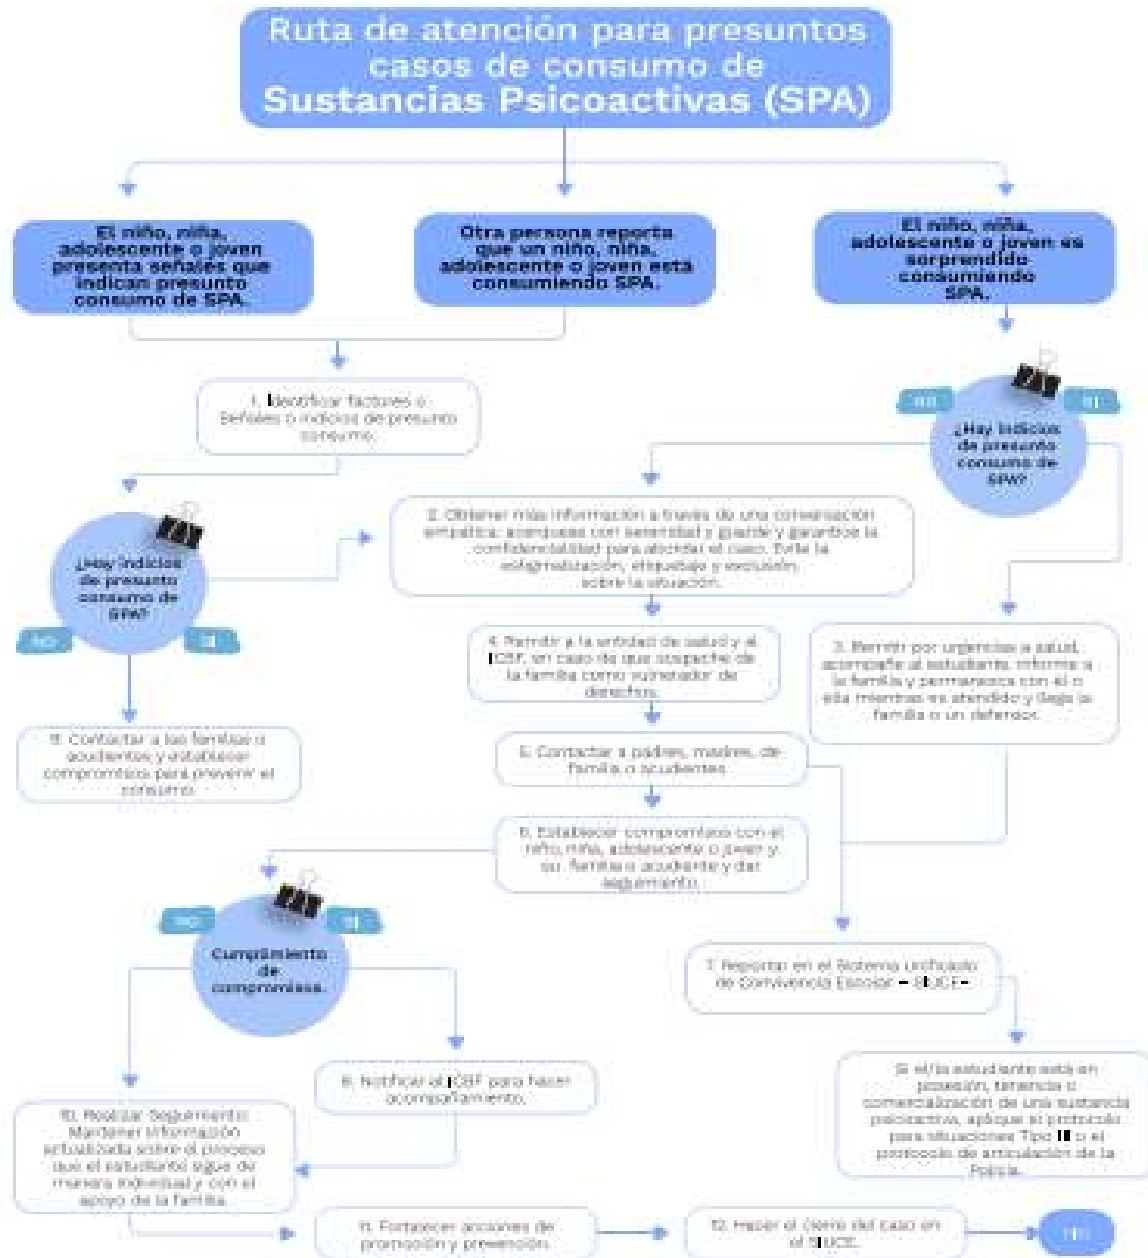 Ruta de atención para presuntos
casos de consumo de
Sustancias Psicoactivas (SPA)
El niño, niña,
adolescente o joven
presenta señales que
indican presunto
consumo de SPA.
Otra persona reporta
que un niño, niña,
adolescente o joven está
consumiendo SPA.
El niño, niña,
adolescente o joven es
sorprendido
consumiendo
SPA.
1. Identificar factores o
Señales o indicios de presunto
consumo.
NO
SI
¿Hay indicios
de presunto
consumo de
SPA?
2. Obtener más información a través de una conversación
empática, acérquese con serenidad y guarde y garantice la
confidencialidad para abordar el caso. Evite la
estigmatización, etiquetaje y exclusión
sobre la situación.
¿Hay indicios
de presunto
consumo de
SPA?
NO
SI
4. Remitir a la entidad de salud y al
ICBF, en caso de que sospeche de
la familia como vulnerador de
derechos.
3. Remitir por urgencias a salud,
acompañe al estudiante, informe a
la familia y permanezca con él o
ella mientras es atendido y llega la
familia o un defensor.
9. Contactar a las familias o
acudientes y establecer
compromisos para prevenir el
consumo.
5. Contactar a padres, madres, de
familia o acudientes.
6. Establecer compromisos con el
niño, niña, adolescente o joven y
su familia o acudiente y dar
seguimiento.
NO
SI
Cumplimiento
de
compromisos.
7. Reportar en el Sistema Unificado
de Convivencia Escolar - SIUCE-
8. Notificar al ICBF para hacer
acompañamiento.
Si el/la estudiante está en
posesión, tenencia o
comercialización de una sustancia
psicoactiva, aplique el protocolo
para situaciones Tipo III o el
protocolo de articulación de la
Policía.
10. Realizar Seguimiento:
Mantener información
actualizada sobre el proceso
que el estudiante sigue de
manera individual y con el
apoyo de la familia.
11. Fortalecer acciones de
promoción y prevención.
12. Hacer el cierre del caso en
el SIUCE.
FIN